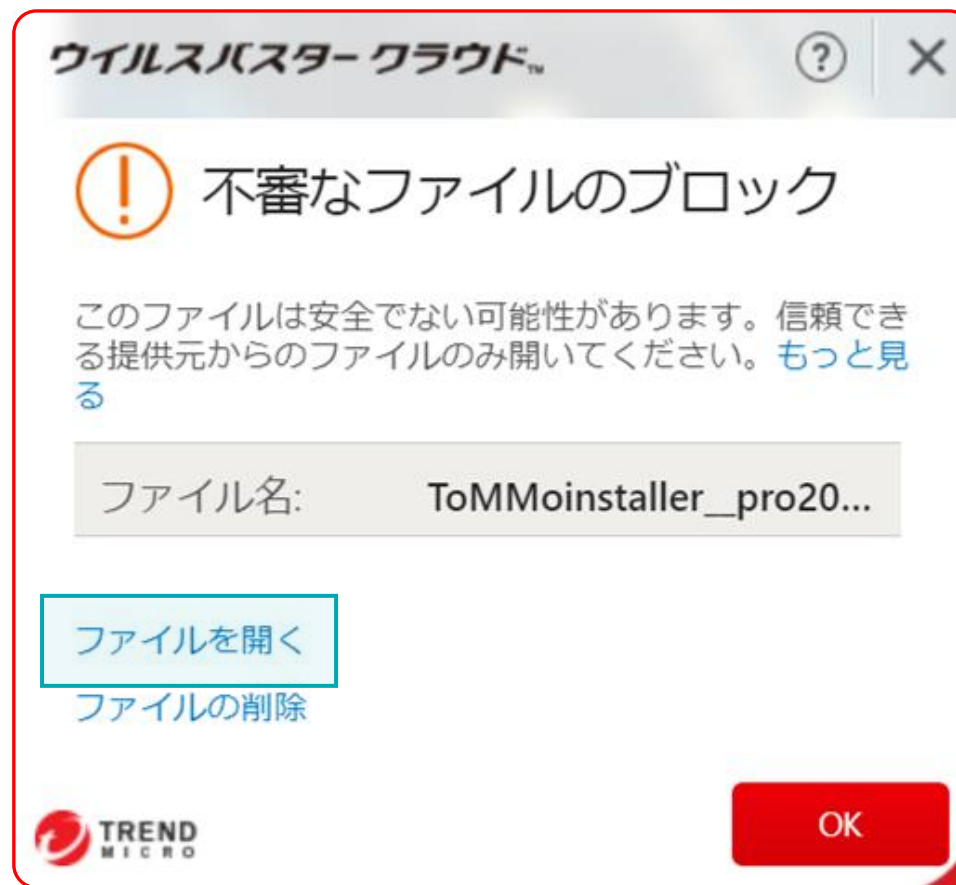 ウイルスバスター クラウド™
?
×
!
不審なファイルのブロック
このファイルは安全でない可能性があります。信頼でき
る提供元からのファイルのみ開いてください。もっと見
る
ファイル名: ToMMoinstaller__pro20...
ファイルを開く
ファイルの削除
TREND
MICRO
OK